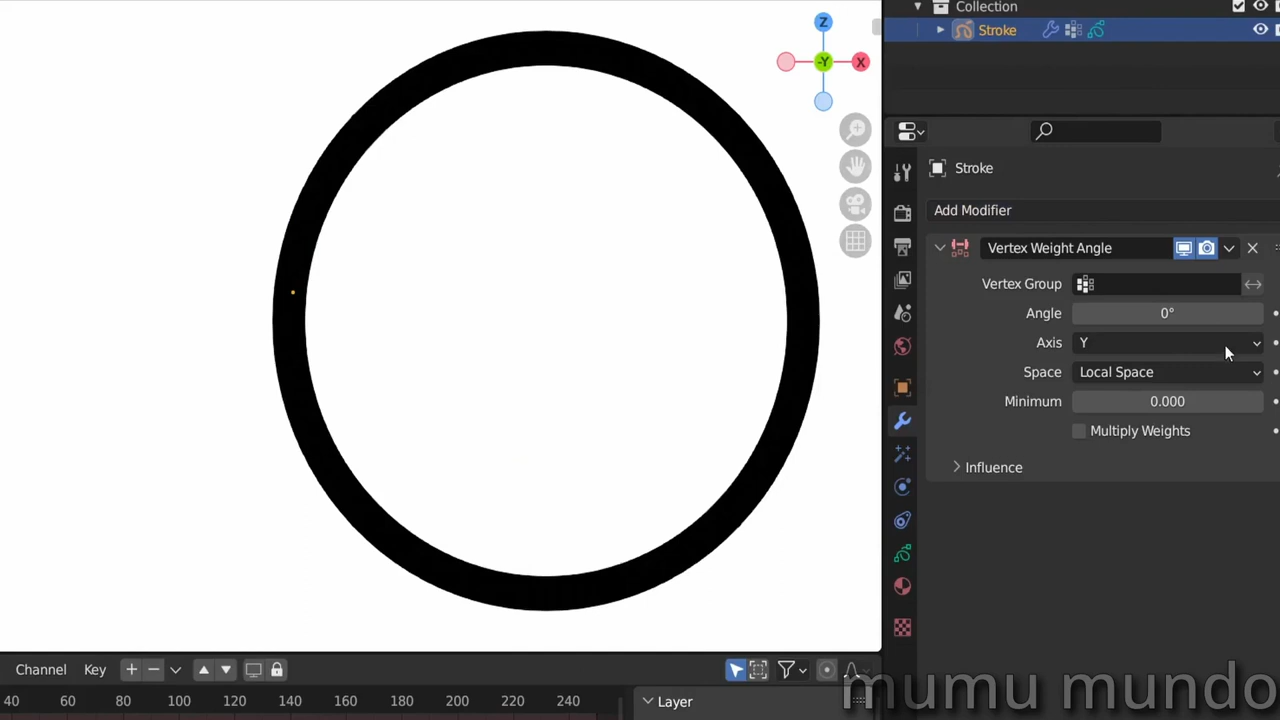 Collection
Stroke
Z
-Y
X
Stroke
Add Modifier
Vertex Weight Angle
Vertex Group
Angle 0°
Axis Y
Space Local Space
Minimum 0.000
Multiply Weights
Influence
Channel Key
40 60 80 100 120 140 160 180 200 220 240
Layer
mumu mundo